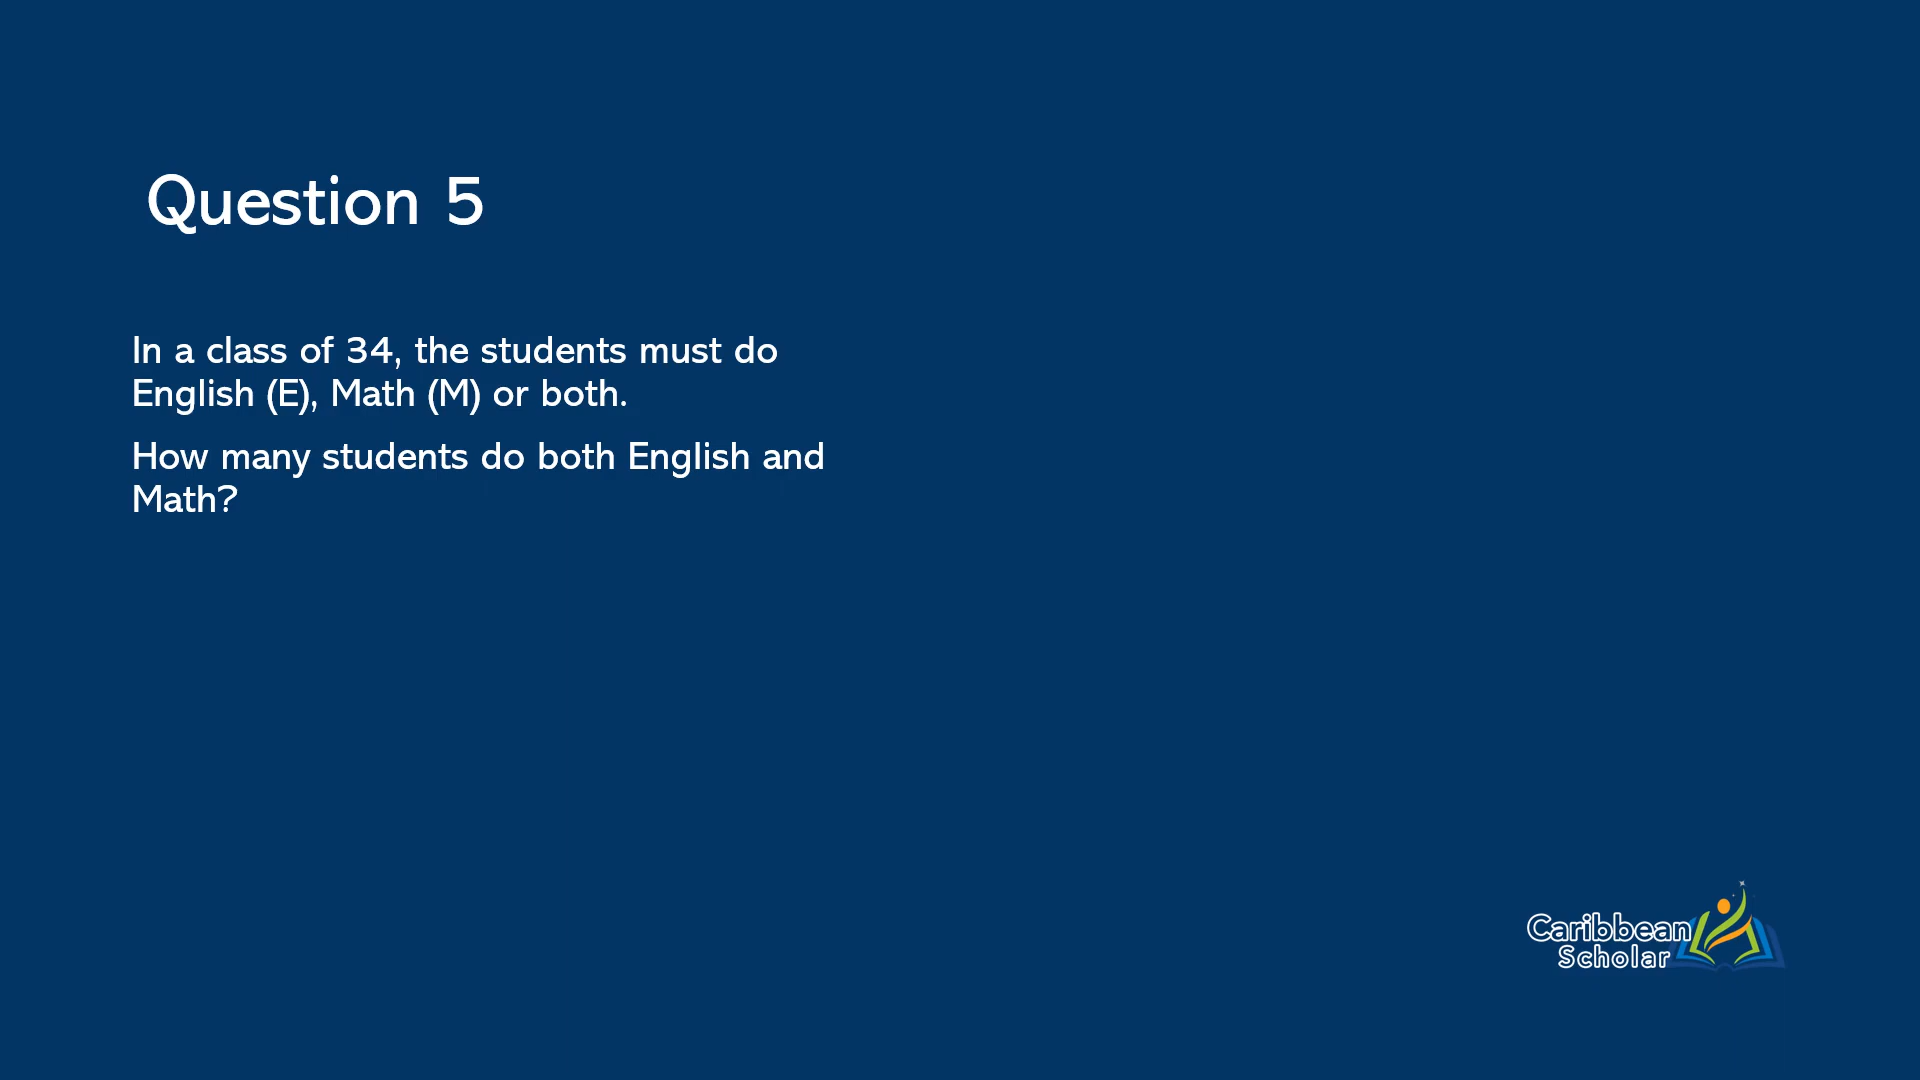 Question 5
In a class of 34, the students must do
English (E), Math (M) or both.
How many students do both English and
Math?
Caribbean
Scholar